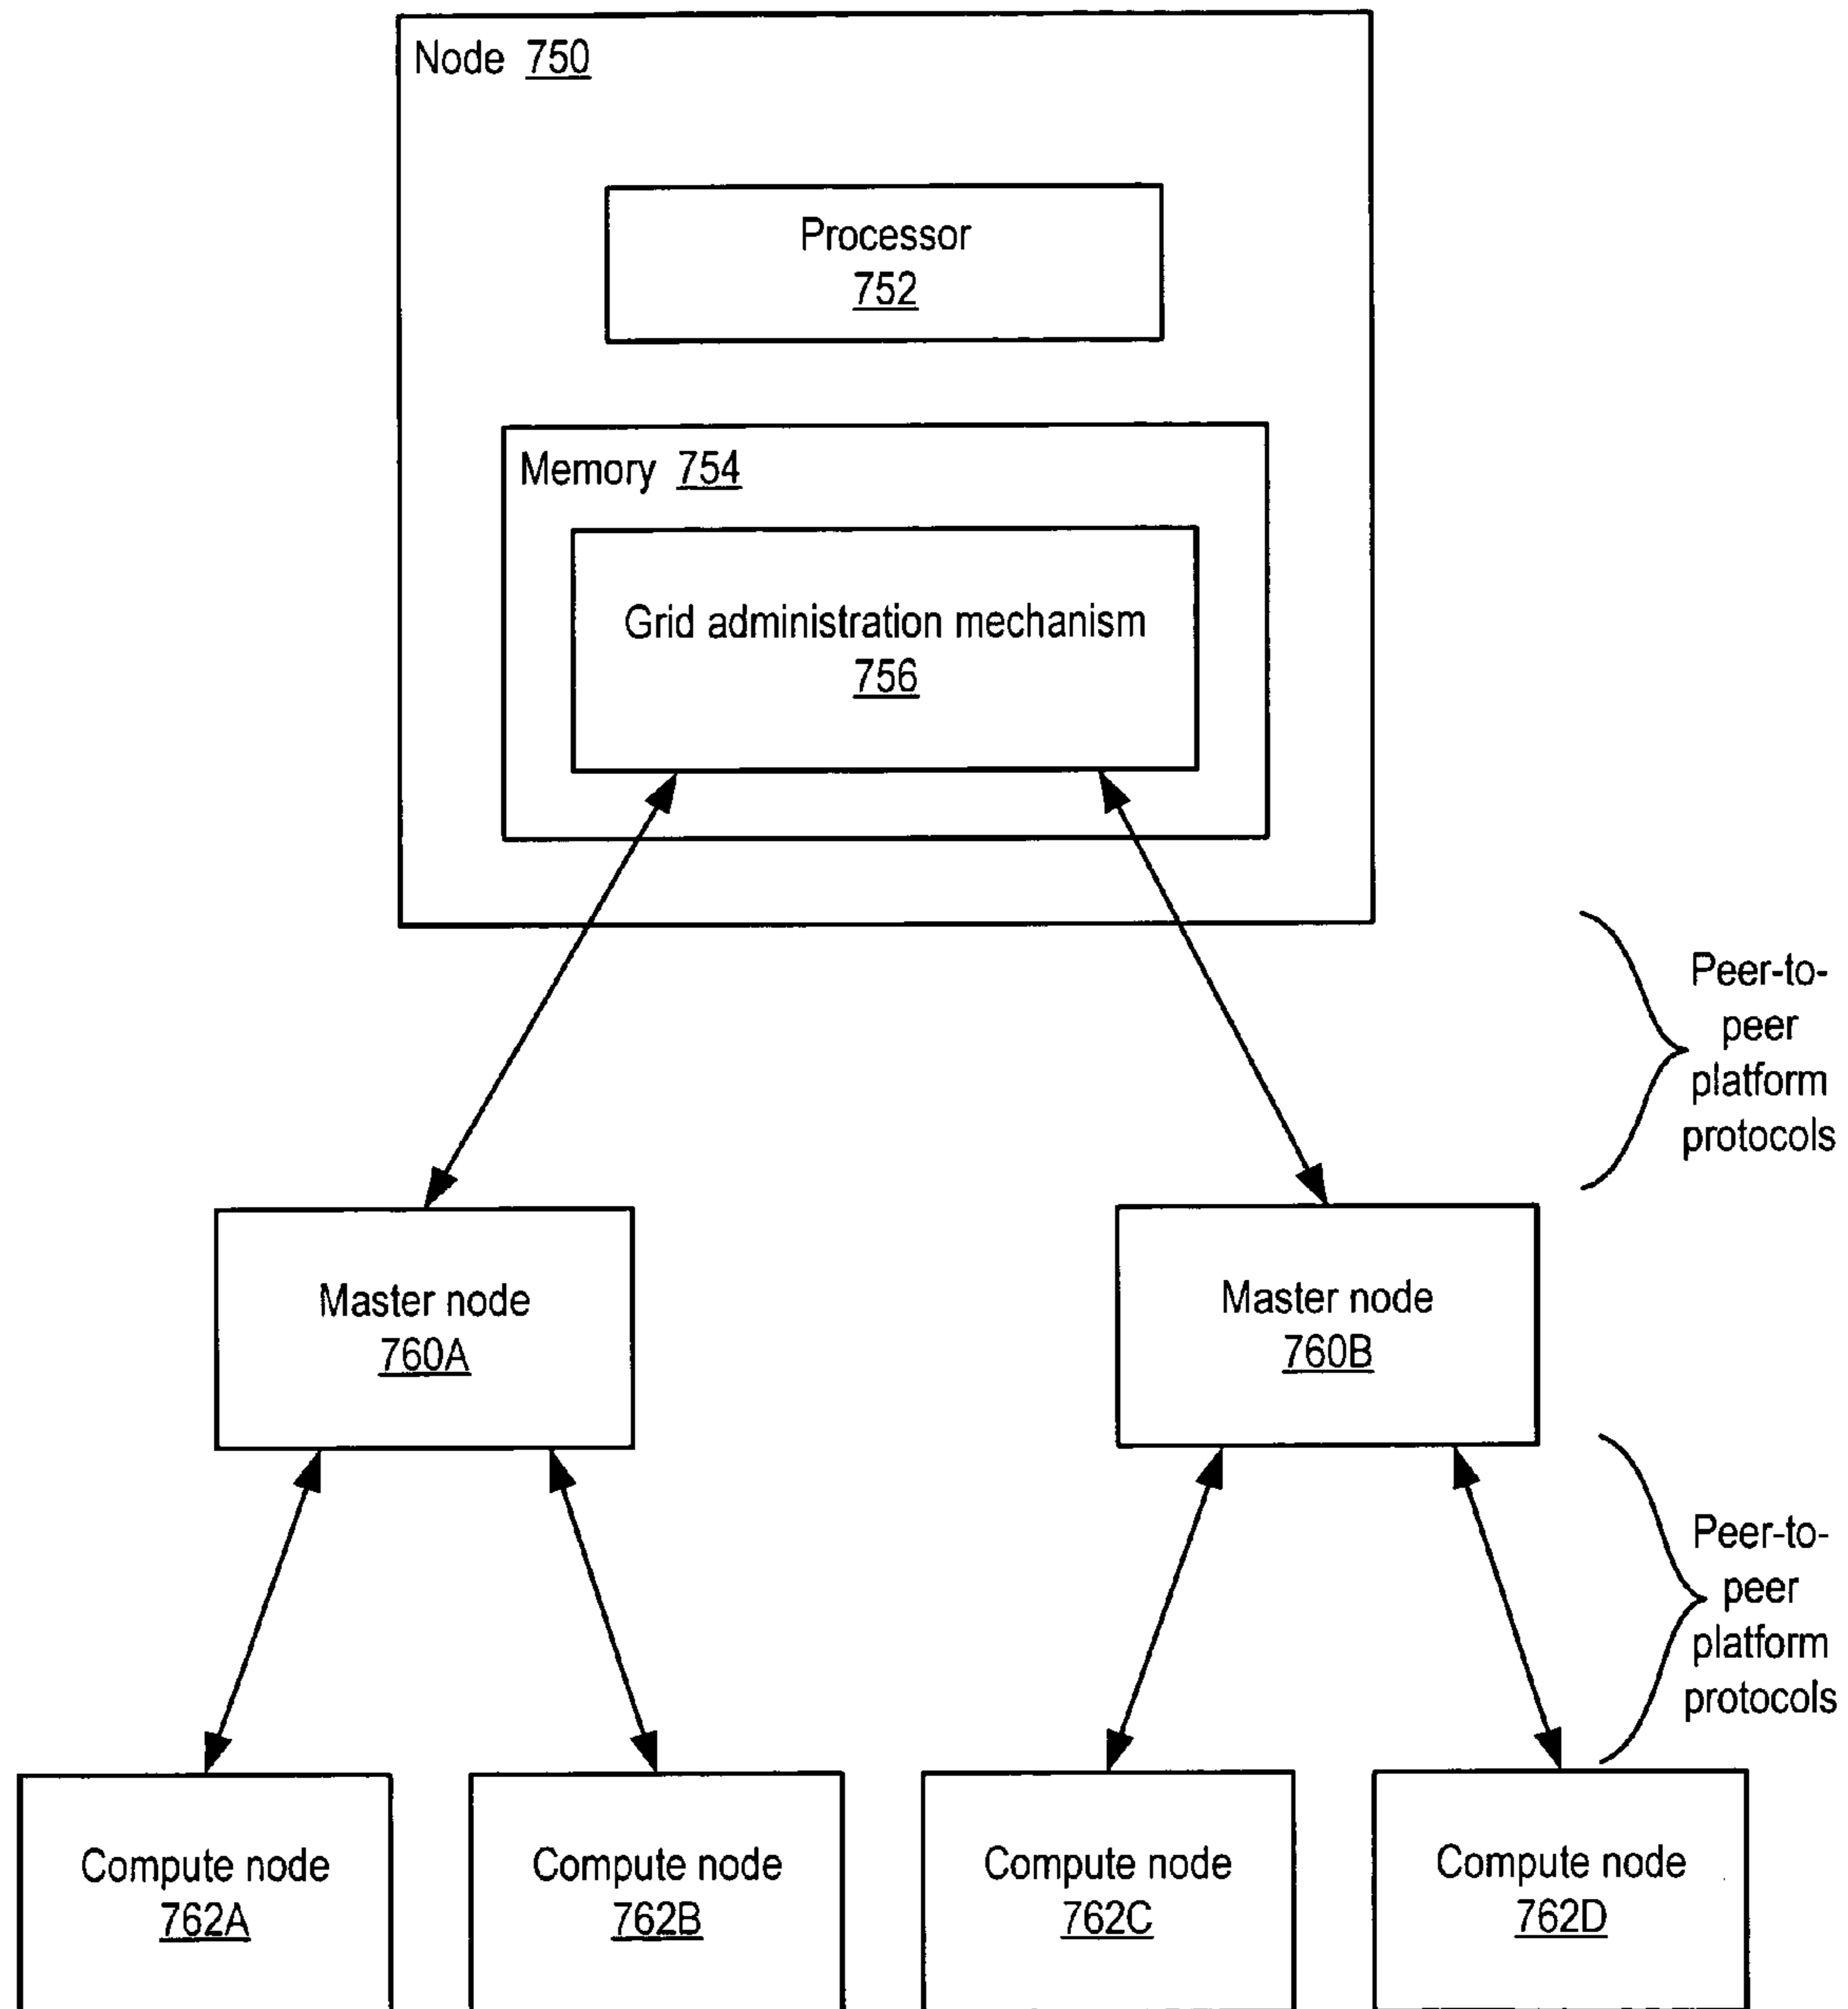 Node 750
Processor
752
Memory 754
Grid administration mechanism
756
Peer-to-
peer
platform
protocols
Master node
760A
Master node
760B
Peer-to-
peer
platform
protocols
Compute node
762A
Compute node
762B
Compute node
762C
Compute node
762D